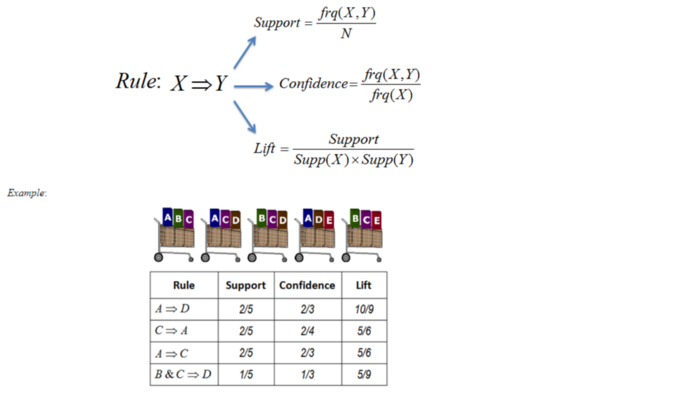 Support = frq(X,Y) / N
Rule: X ⇒ Y
Confidence = frq(X,Y) / frq(X)
Lift = Support / Supp(X) × Supp(Y)
Example:
A B C A C D B C D A D E B C E
Rule Support Confidence Lift
A ⇒ D 2/5 2/3 10/9
C ⇒ A 2/5 2/4 5/6
A ⇒ C 2/5 2/3 5/6
B & C ⇒ D 1/5 1/3 5/9